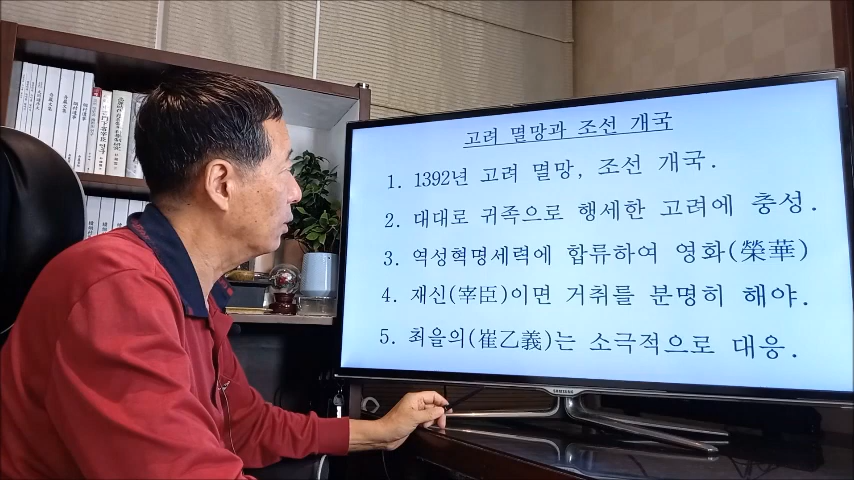 고려 멸망과 조선 개국
1. 1392년 고려 멸망, 조선 개국.
2. 대대로 귀족으로 행세한 고려에 충성.
3. 역성혁명세력에 합류하여 영화(榮華)
4. 재신(宰臣)이면 거취를 분명히 해야.
5. 최을의(崔乙義)는 소극적으로 대응.
SAMSUNG